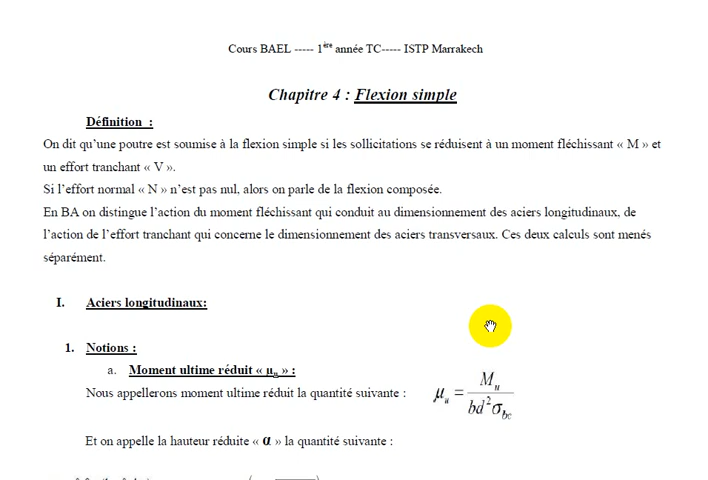 Cours BAEL ----- 1ère année TC----- ISTP Marrakech
Chapitre 4 : Flexion simple
Définition :
On dit qu'une poutre est soumise à la flexion simple si les sollicitations se réduisent à un moment fléchissant « M » et
un effort tranchant « V ».
Si l'effort normal « N » n'est pas nul, alors on parle de la flexion composée.
En BA on distingue l'action du moment fléchissant qui conduit au dimensionnement des aciers longitudinaux, de
l'action de l'effort tranchant qui concerne le dimensionnement des aciers transversaux. Ces deux calculs sont menés
séparément.
I. Aciers longitudinaux:
1. Notions :
a. Moment ultime réduit « μu » :
Nous appellerons moment ultime réduit la quantité suivante : μu = Mu / bd²σbc
Et on appelle la hauteur réduite « α » la quantité suivante :